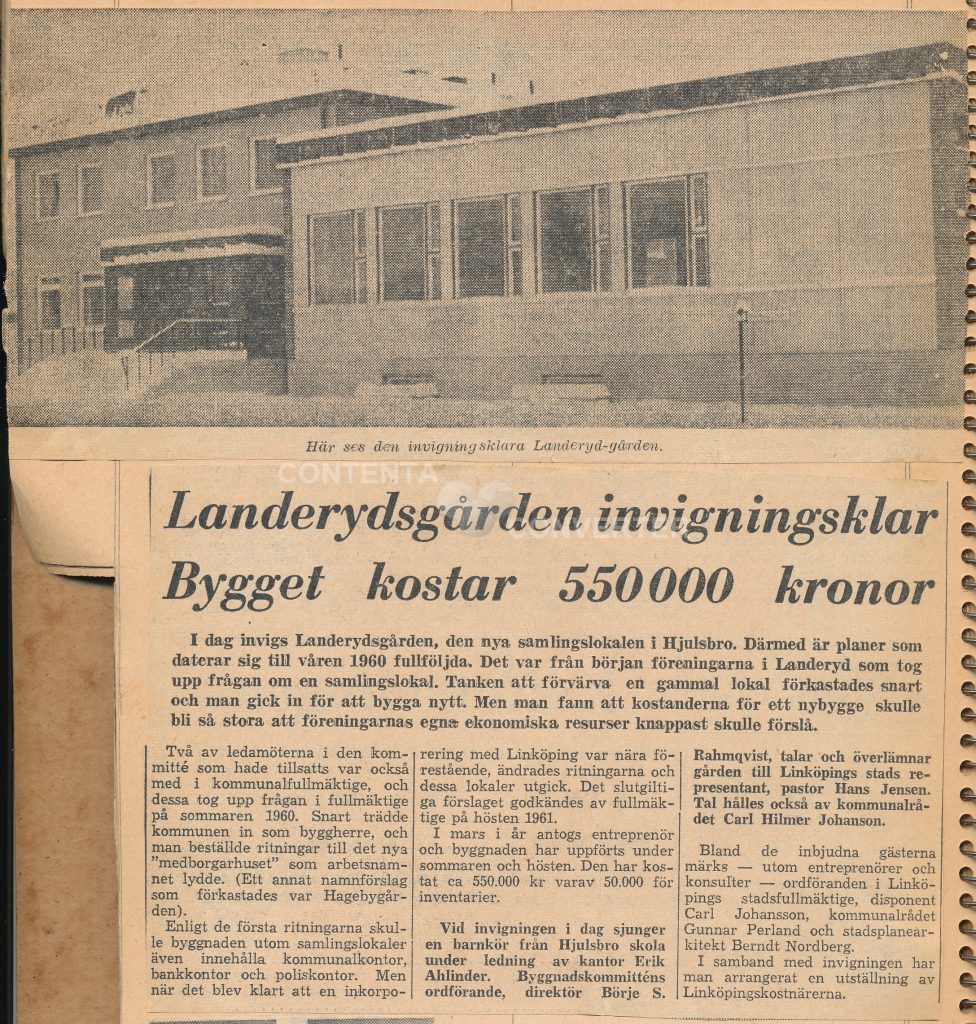 Här ses den invigningsklara Landeryd-gården.
CONTENTA
CONVERTER
Landerydsgården invigningsklar
Bygget kostar 550000 kronor
I dag invigs Landerydsgården, den nya samlingslokalen i Hjulsbro. Därmed är planer som
daterar sig till våren 1960 fullföljda. Det var från början föreningarna i Landeryd som tog
upp frågan om en samlingslokal. Tanken att förvärva en gammal lokal förkastades snart
och man gick in för att bygga nytt. Men man fann att kostanderna för ett nybygge skulle
bli så stora att föreningarnas egna ekonomiska resurser knappast skulle förslå.
Två av ledamöterna i den kom-
mitté som hade tillsatts var också
med i kommunalfullmäktige, och
dessa tog upp frågan i fullmäktige
på sommaren 1960. Snart trädde
kommunen in som byggherre, och
man beställde ritningar till det nya
"medborgarhuset" som arbetsnam-
net lydde. (Ett annat namnförslag
som förkastades var Hagebygår-
den).
Enligt de första ritningarna skul-
le byggnaden utom samlingslokaler
även innehålla kommunalkontor,
bankkontor och poliskontor. Men
när det blev klart att en inkorpo-
rering med Linköping var nära fö-
restående, ändrades ritningarna och
dessa lokaler utgick. Det slutgilti-
ga förslaget godkändes av fullmäk-
tige på hösten 1961.
I mars i år antogs entreprenör
och byggnaden har uppförts under
sommaren och hösten. Den har kos-
tat ca 550.000 kr varav 50.000 för
inventarier.
Vid invigningen i dag sjunger
en barnkör från Hjulsbro skola
under ledning av kantor Erik
Ahlinder. Byggnadskommitténs
ordförande, direktör Börje S.
Rahmqvist, talar och överlämnar
gården till Linköpings stads re-
presentant, pastor Hans Jensen.
Tal hålles också av kommunalrå-
det Carl Hilmer Johanson.
Bland de inbjudna gästerna
märks — utom entreprenörer och
konsulter — ordföranden i Linkö-
pings stadsfullmäktige, disponent
Carl Johansson, kommunalrådet
Gunnar Perland och stadsplanear-
kitekt Berndt Nordberg.
I samband med invigningen har
man arrangerat en utställning av
Linköpingskostnärerna.